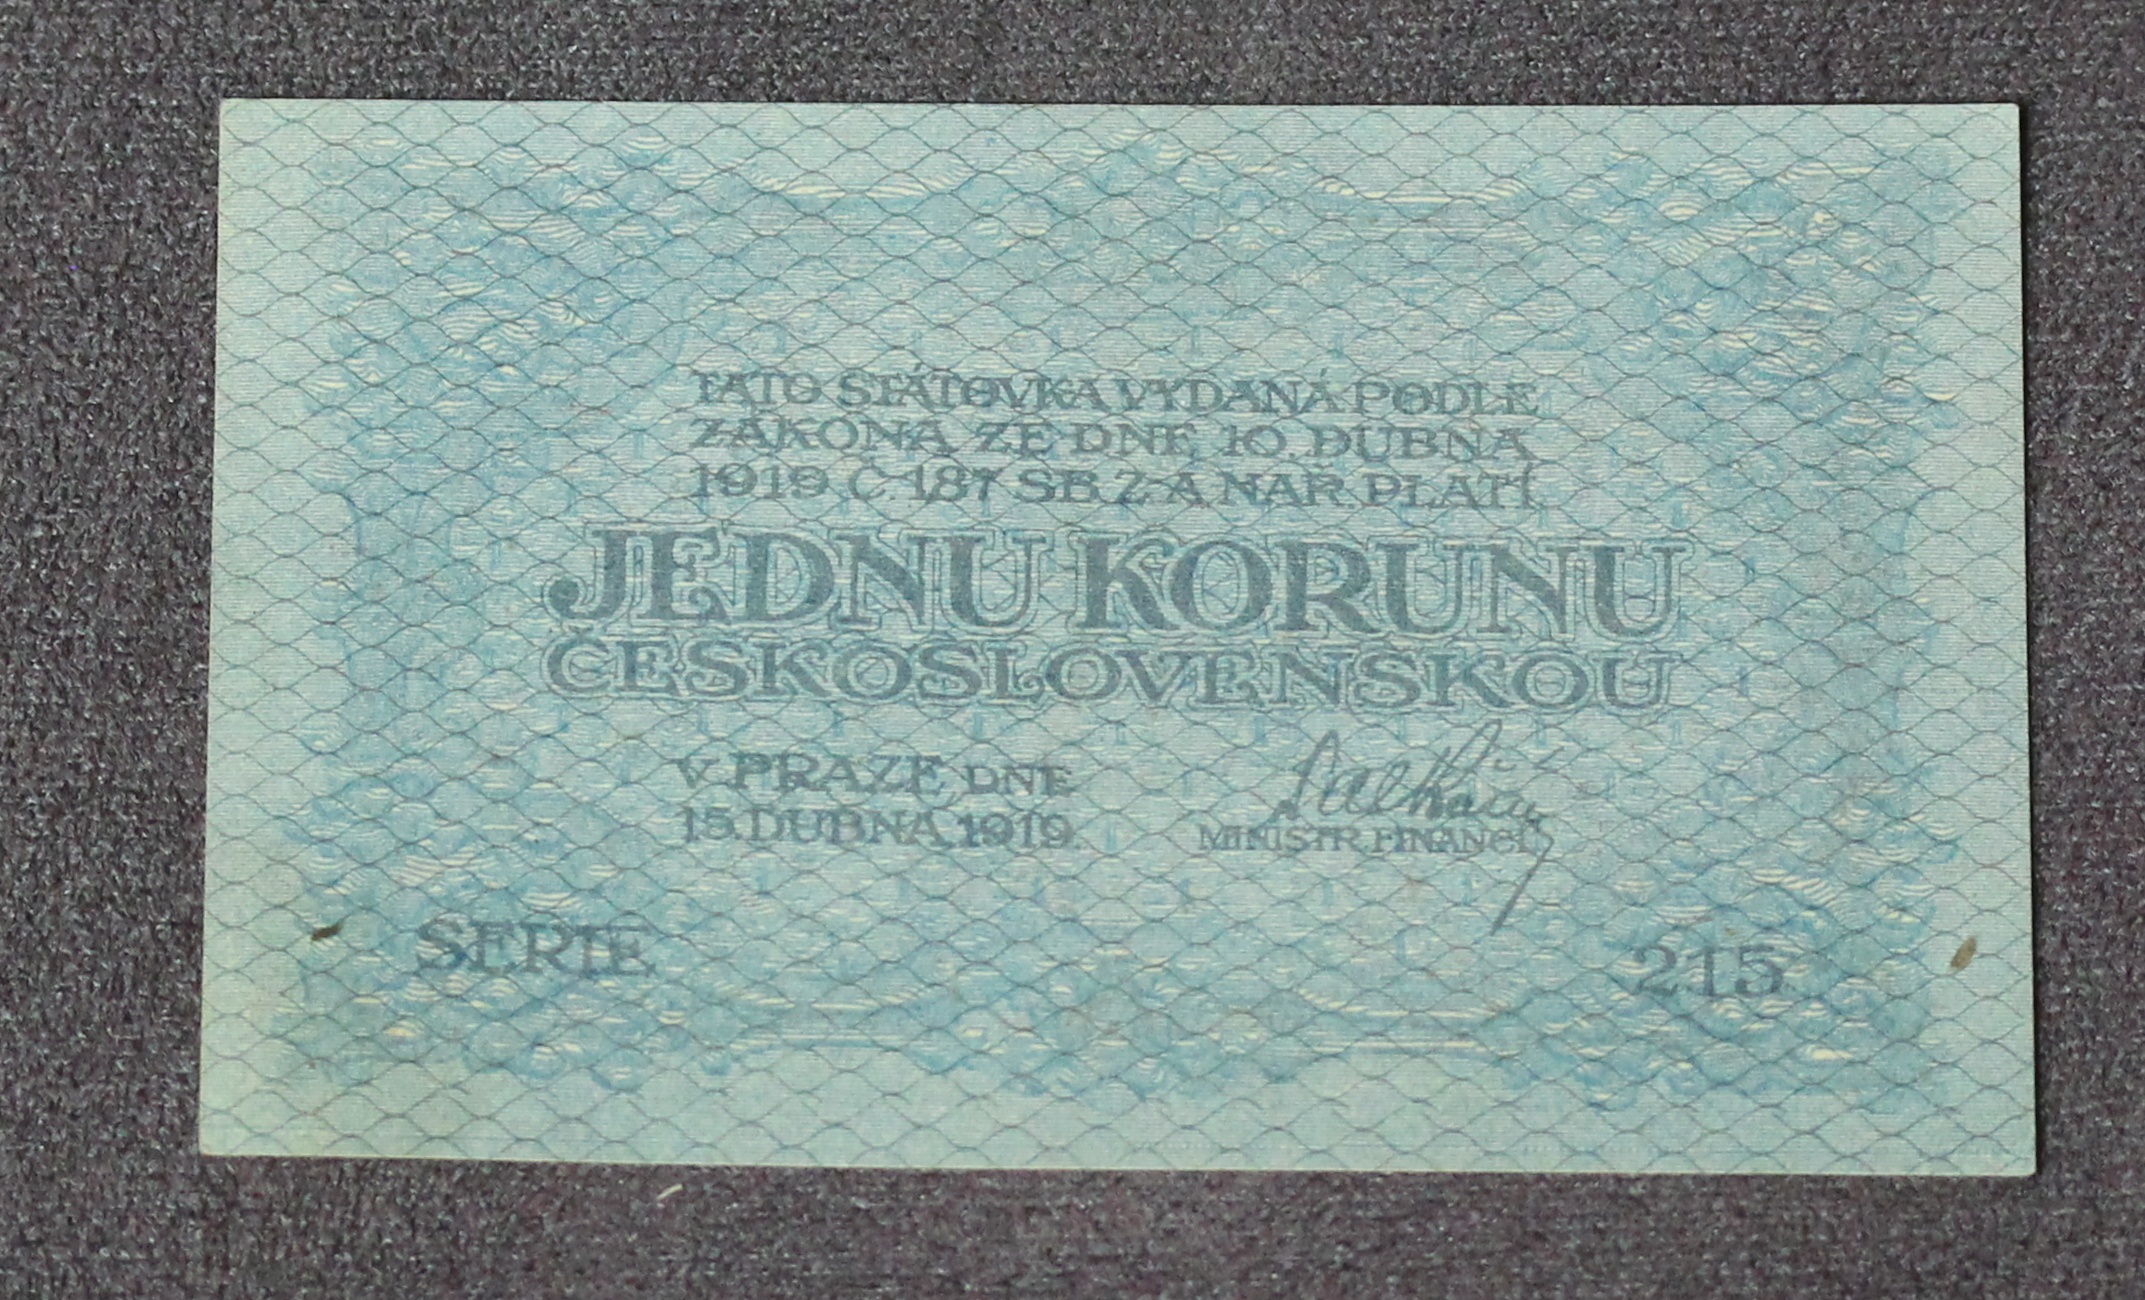 TATO STÁTOVKA VYDANÁ PODLE
ZÁKONA ZE DNE 10. DUBNA
1919 Č. 187 SB. Z. A NAŘ. PLATÍ
JEDNU KORUNU
ČESKOSLOVENSKOU
V PRAZE DNE
15. DUBNA 1919.
MINISTR FINANCÍ
SERIE 215